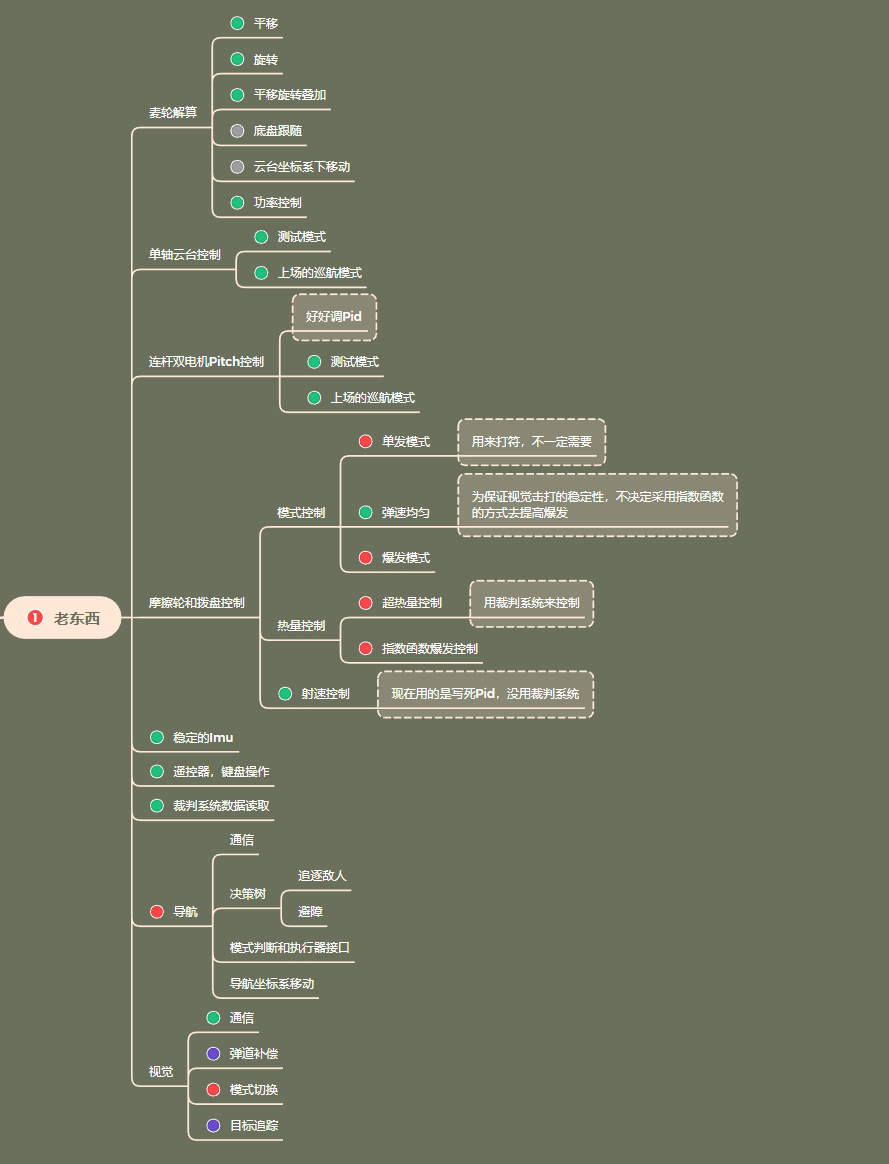 平移
旋转
平移旋转叠加
麦轮解算
底盘跟随
云台坐标系下移动
功率控制
测试模式
单轴云台控制
上场的巡航模式
好好调Pid
连杆双电机Pitch控制
测试模式
上场的巡航模式
单发模式
用来打符，不一定需要
为保证视觉击打的稳定性，不决定采用指数函数
的方式去提高爆发
模式控制
弹速均匀
爆发模式
摩擦轮和拨盘控制
超热量控制
用裁判系统来控制
1 老东西
热量控制
指数函数爆发控制
射速控制
现在用的是写死Pid，没用裁判系统
稳定的Imu
遥控器，键盘操作
裁判系统数据读取
通信
追逐敌人
决策树
导航
避障
模式判断和执行器接口
导航坐标系移动
通信
弹道补偿
视觉
模式切换
目标追踪